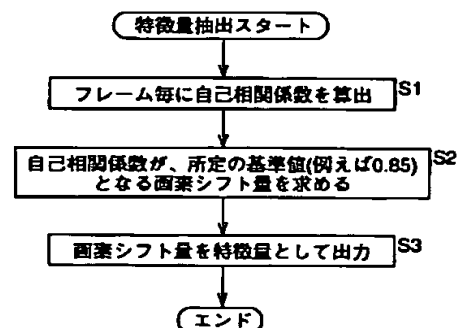 特徴量抽出スタート
フレーム毎に自己相関係数を算出 S1
自己相関係数が、所定の基準値(例えば0.85) S2
となる画素シフト量を求める
画素シフト量を特徴量として出力 S3
エンド